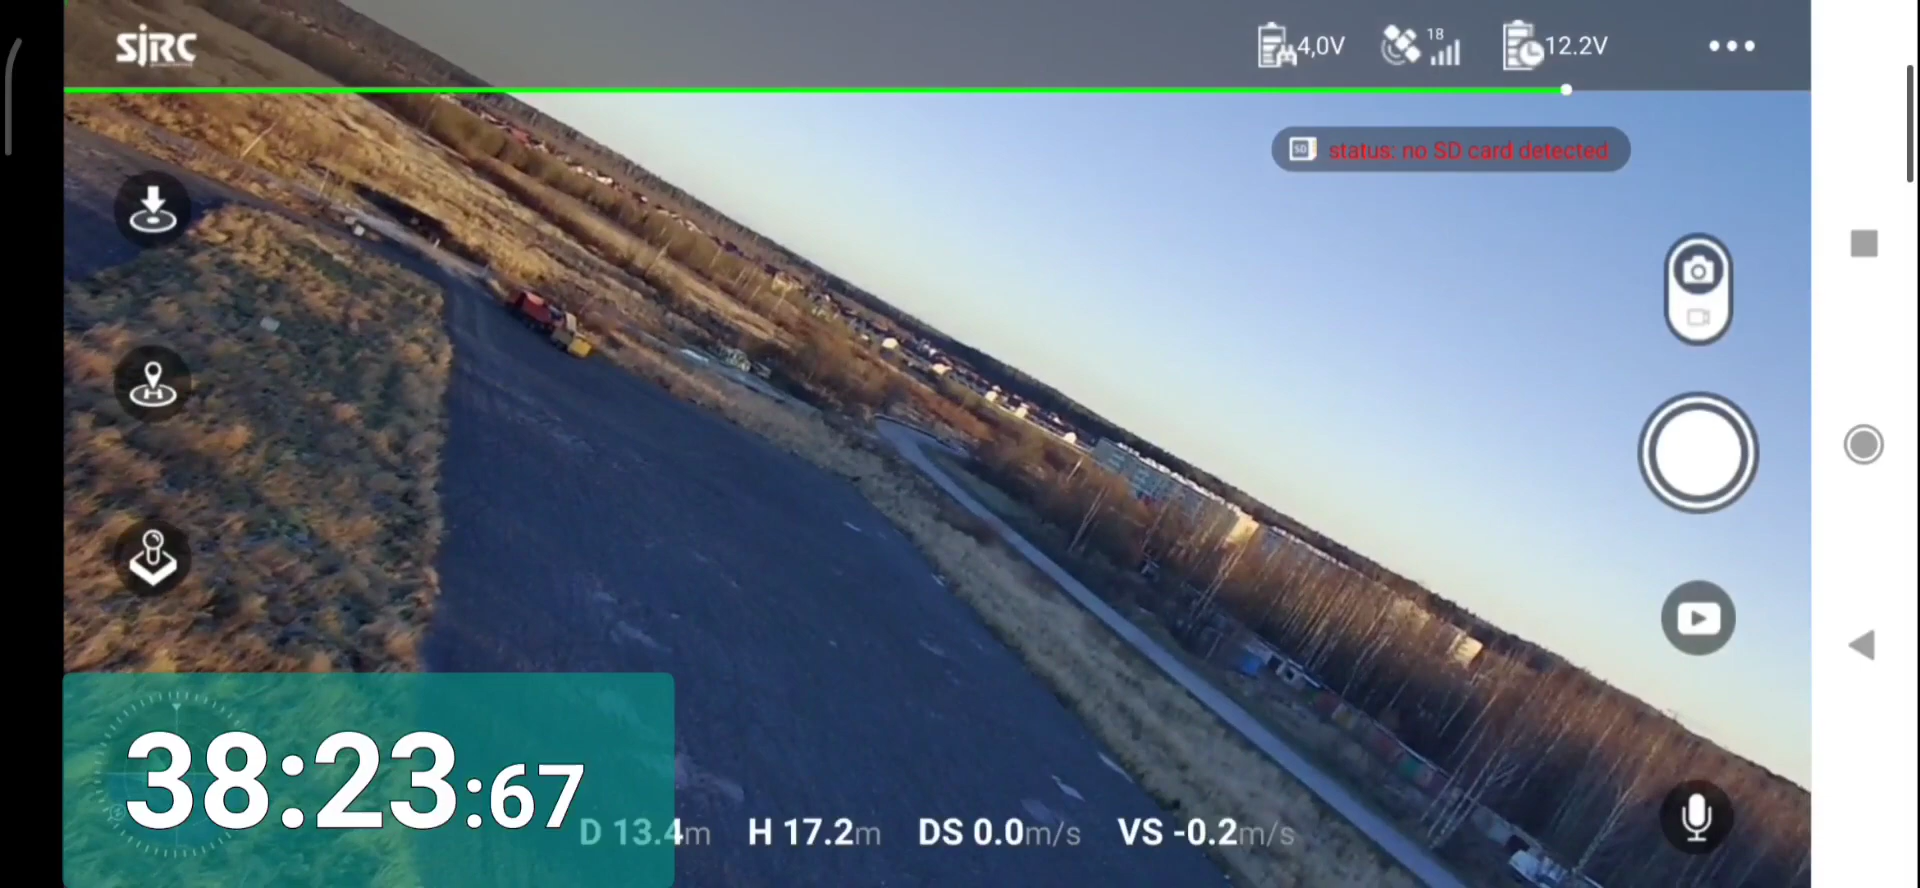 SJRC
4,0V
18
12.2V
SD status: no SD card detected
H
38:23:67
D 13.4m H 17.2m DS 0.0m/s VS -0.2m/s